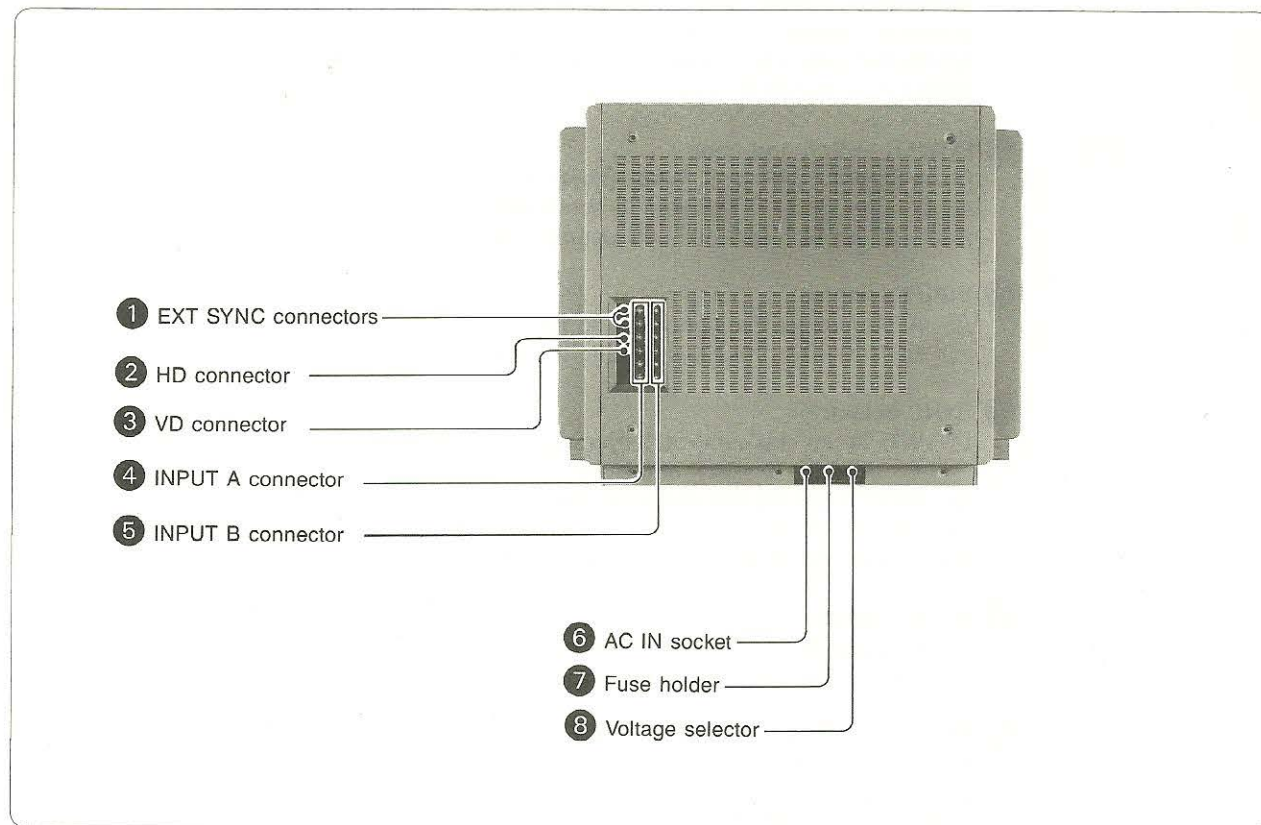 1 EXT SYNC connectors
2 HD connector
3 VD connector
4 INPUT A connector
5 INPUT B connector
6 AC IN socket
7 Fuse holder
8 Voltage selector